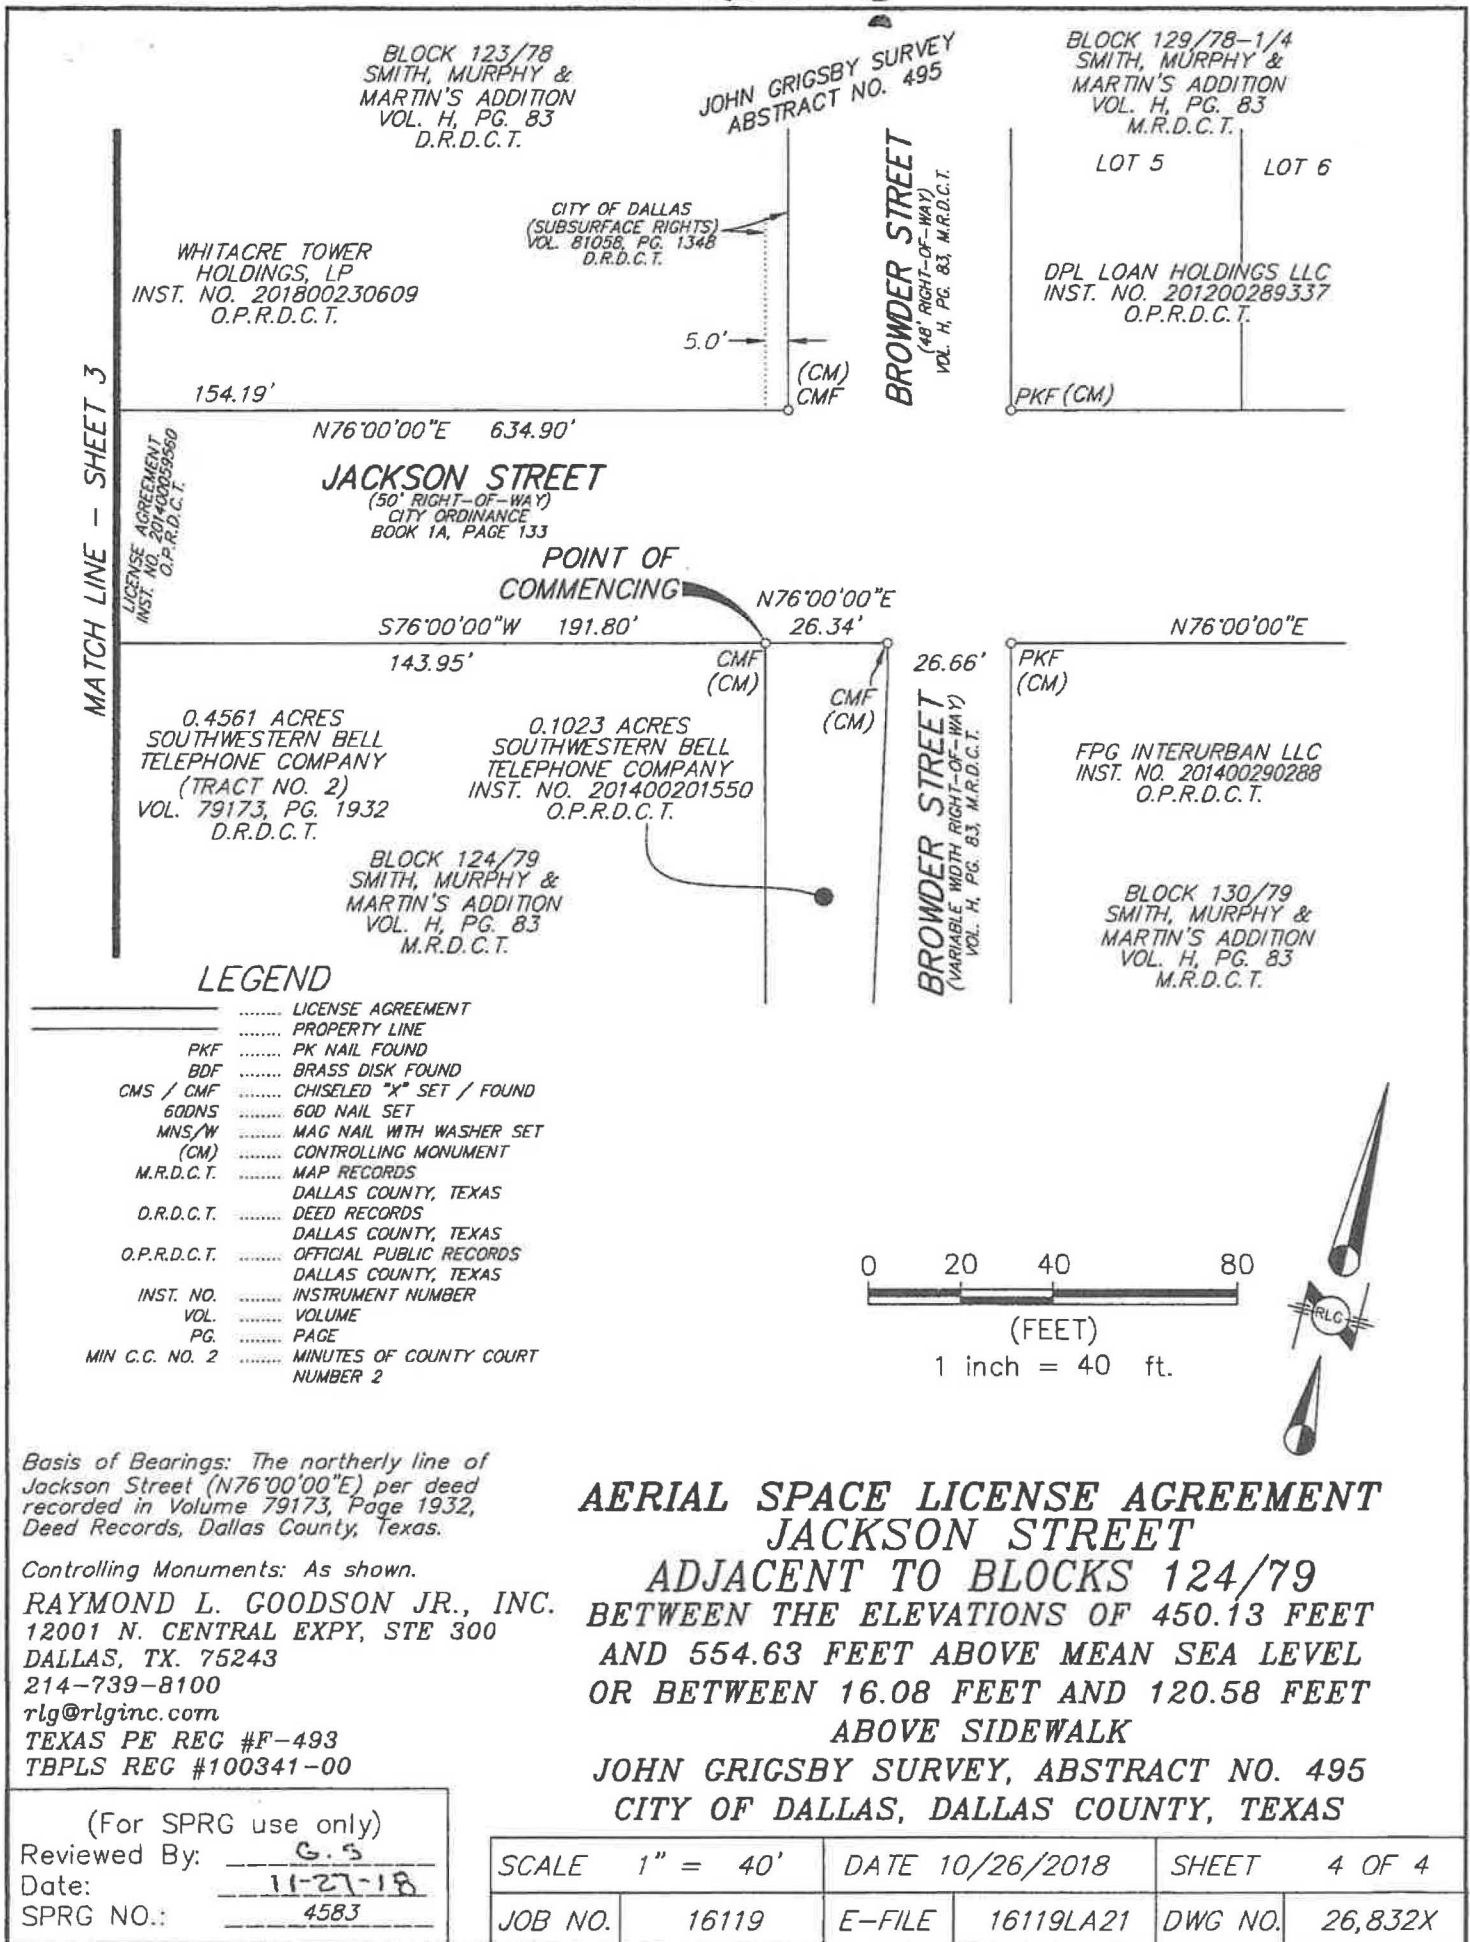 BLOCK 123/78
SMITH, MURPHY &
MARTIN'S ADDITION
VOL. H, PG. 83
D.R.D.C.T.
JOHN GRIGSBY SURVEY
ABSTRACT NO. 495
BLOCK 129/78-1/4
SMITH, MURPHY &
MARTIN'S ADDITION
VOL. H, PG. 83
M.R.D.C.T.
LOT 5
LOT 6
CITY OF DALLAS
(SUBSURFACE RIGHTS)
VOL. 81058, PG. 1348
D.R.D.C.T.
BROWDER STREET
(48' RIGHT-OF-WAY)
VOL. H, PG. 83, M.R.D.C.T.
WHITACRE TOWER
HOLDINGS, LP
INST. NO. 201800230609
O.P.R.D.C.T.
DPL LOAN HOLDINGS LLC
INST. NO. 201200289337
O.P.R.D.C.T.
5.0'
(CM)
CMF
PKF (CM)
154.19'
N76°00'00"E 634.90'
MATCH LINE - SHEET 3
LICENSE AGREEMENT
INST. NO. 201400059560
O.P.R.D.C.T.
JACKSON STREET
(50' RIGHT-OF-WAY)
CITY ORDINANCE
BOOK 1A, PAGE 133
POINT OF
COMMENCING
N76°00'00"E
26.34'
S76°00'00"W 191.80'
143.95'
N76°00'00"E
CMF
(CM)
CMF
(CM)
26.66'
PKF
(CM)
0.4561 ACRES
SOUTHWESTERN BELL
TELEPHONE COMPANY
(TRACT NO. 2)
VOL. 79173, PG. 1932
D.R.D.C.T.
0.1023 ACRES
SOUTHWESTERN BELL
TELEPHONE COMPANY
INST. NO. 201400201550
O.P.R.D.C.T.
BROWDER STREET
(VARIABLE WIDTH RIGHT-OF-WAY)
VOL. H, PG. 83, M.R.D.C.T.
FPG INTERURBAN LLC
INST. NO. 201400290288
O.P.R.D.C.T.
BLOCK 124/79
SMITH, MURPHY &
MARTIN'S ADDITION
VOL. H, PG. 83
M.R.D.C.T.
BLOCK 130/79
SMITH, MURPHY &
MARTIN'S ADDITION
VOL. H, PG. 83
M.R.D.C.T.
LEGEND
........ LICENSE AGREEMENT
........ PROPERTY LINE
PKF ........ PK NAIL FOUND
BDF ........ BRASS DISK FOUND
CMS / CMF ........ CHISELED "X" SET / FOUND
60DNS ........ 60D NAIL SET
MNS/W ........ MAG NAIL WITH WASHER SET
(CM) ........ CONTROLLING MONUMENT
M.R.D.C.T. ........ MAP RECORDS
DALLAS COUNTY, TEXAS
D.R.D.C.T. ........ DEED RECORDS
DALLAS COUNTY, TEXAS
O.P.R.D.C.T. ........ OFFICIAL PUBLIC RECORDS
DALLAS COUNTY, TEXAS
INST. NO. ........ INSTRUMENT NUMBER
VOL. ........ VOLUME
PG. ........ PAGE
MIN C.C. NO. 2 ........ MINUTES OF COUNTY COURT
NUMBER 2
0 20 40 80
(FEET)
1 inch = 40 ft.
RLG
Basis of Bearings: The northerly line of
Jackson Street (N76°00'00"E) per deed
recorded in Volume 79173, Page 1932,
Deed Records, Dallas County, Texas.
Controlling Monuments: As shown.
RAYMOND L. GOODSON JR., INC.
12001 N. CENTRAL EXPY, STE 300
DALLAS, TX. 75243
214-739-8100
rlg@rlginc.com
TEXAS PE REG #F-493
TBPLS REG #100341-00
AERIAL SPACE LICENSE AGREEMENT
JACKSON STREET
ADJACENT TO BLOCKS 124/79
BETWEEN THE ELEVATIONS OF 450.13 FEET
AND 554.63 FEET ABOVE MEAN SEA LEVEL
OR BETWEEN 16.08 FEET AND 120.58 FEET
ABOVE SIDEWALK
JOHN GRIGSBY SURVEY, ABSTRACT NO. 495
CITY OF DALLAS, DALLAS COUNTY, TEXAS
(For SPRG use only)
Reviewed By: G.S
Date: 11-27-18
SPRG NO.: 4583
SCALE 1" = 40' DATE 10/26/2018 SHEET 4 OF 4
JOB NO. 16119 E-FILE 16119LA21 DWG NO. 26,832X